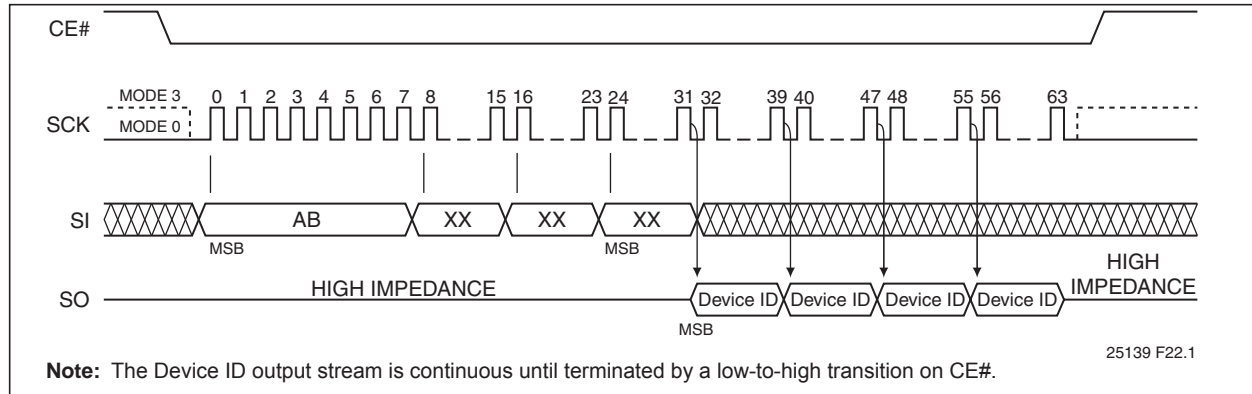 CE#
MODE 3
0 1 2 3 4 5 6 7 8 15 16 23 24 31 32 39 40 47 48 55 56 63
SCK
MODE 0
SI
AB XX XX XX
MSB MSB
HIGH IMPEDANCE
SO
Device ID Device ID Device ID Device ID
HIGH
IMPEDANCE
MSB
25139 F22.1
Note: The Device ID output stream is continuous until terminated by a low-to-high transition on CE#.